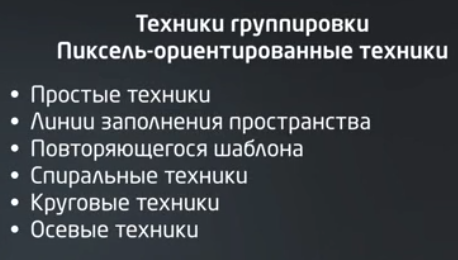 Техники группировки
Пиксель-ориентированные техники
• Простые техники
• Линии заполнения пространства
• Повторяющегося шаблона
• Спиральные техники
• Круговые техники
• Осевые техники